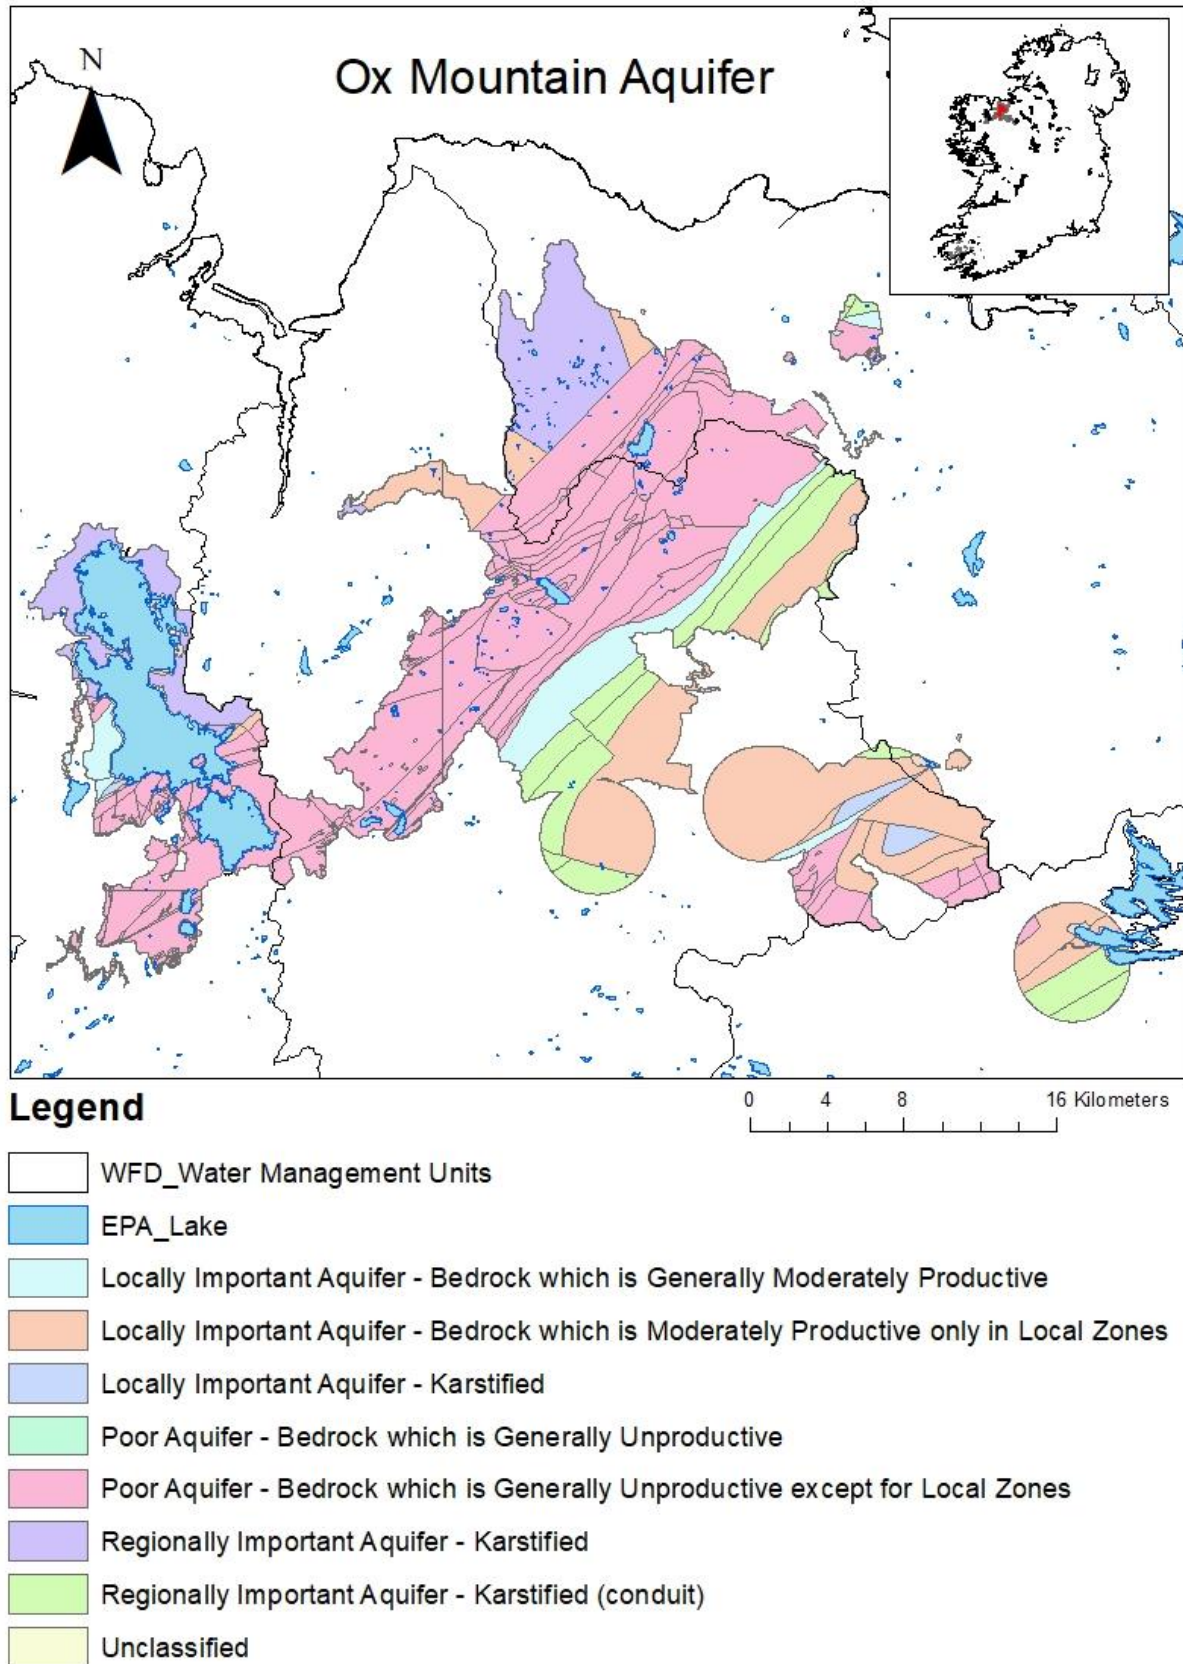 N
Ox Mountain Aquifer
Legend
0 4 8 16 Kilometers
WFD_Water Management Units
EPA_Lake
Locally Important Aquifer - Bedrock which is Generally Moderately Productive
Locally Important Aquifer - Bedrock which is Moderately Productive only in Local Zones
Locally Important Aquifer - Karstified
Poor Aquifer - Bedrock which is Generally Unproductive
Poor Aquifer - Bedrock which is Generally Unproductive except for Local Zones
Regionally Important Aquifer - Karstified
Regionally Important Aquifer - Karstified (conduit)
Unclassified